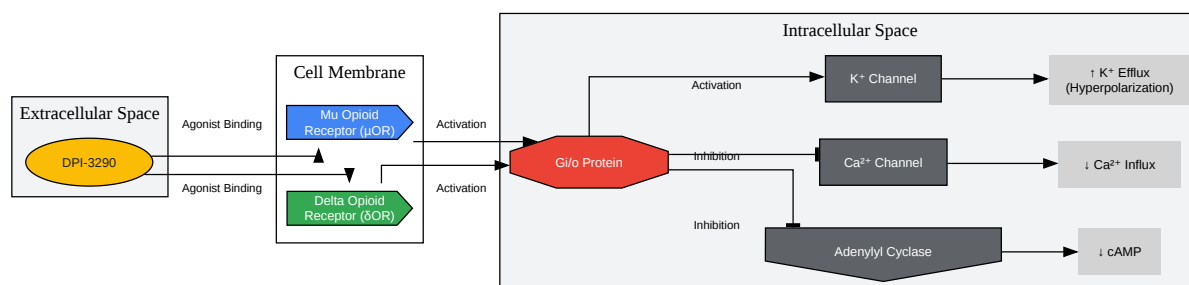 Extracellular Space
DPI-3290
Agonist Binding
Agonist Binding
Cell Membrane
Mu Opioid
Receptor (µOR)
Delta Opioid
Receptor (δOR)
Activation
Activation
Intracellular Space
Gi/o Protein
Activation
Inhibition
Inhibition
K⁺ Channel
Ca²⁺ Channel
Adenylyl Cyclase
↑ K⁺ Efflux
(Hyperpolarization)
↓ Ca²⁺ Influx
↓ cAMP